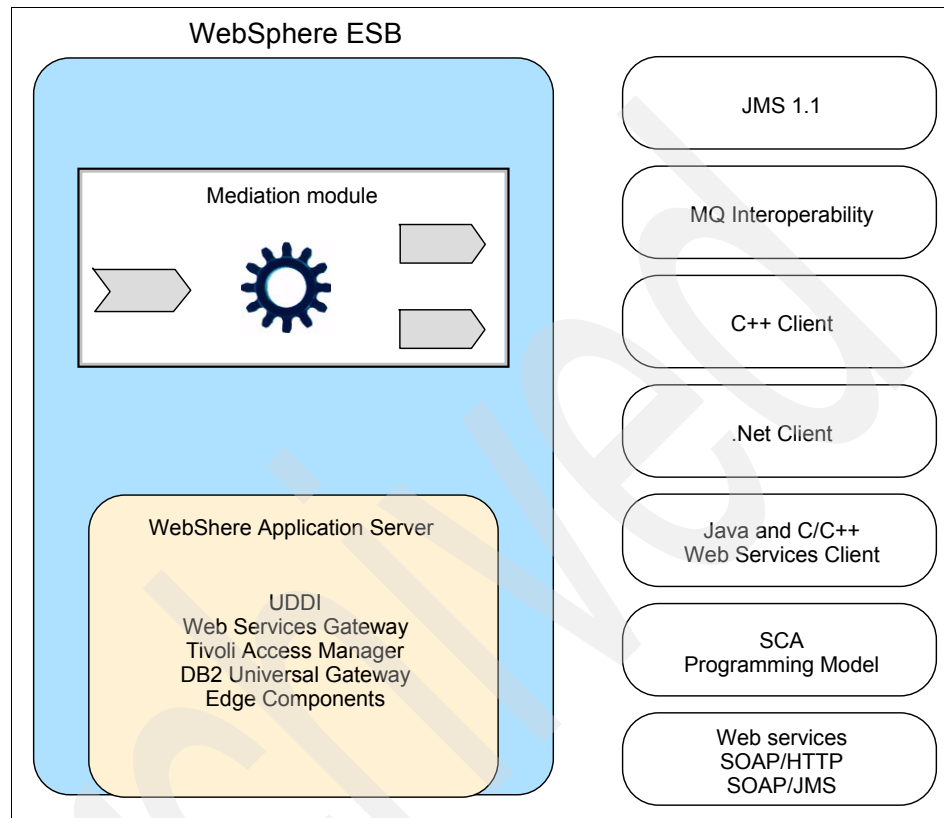 WebSphere ESB
Mediation module
WebShere Application Server
UDDI
Web Services Gateway
Tivoli Access Manager
DB2 Universal Gateway
Edge Components
JMS 1.1
MQ Interoperability
C++ Client
.Net Client
Java and C/C++
Web Services Client
SCA
Programming Model
Web services
SOAP/HTTP
SOAP/JMS